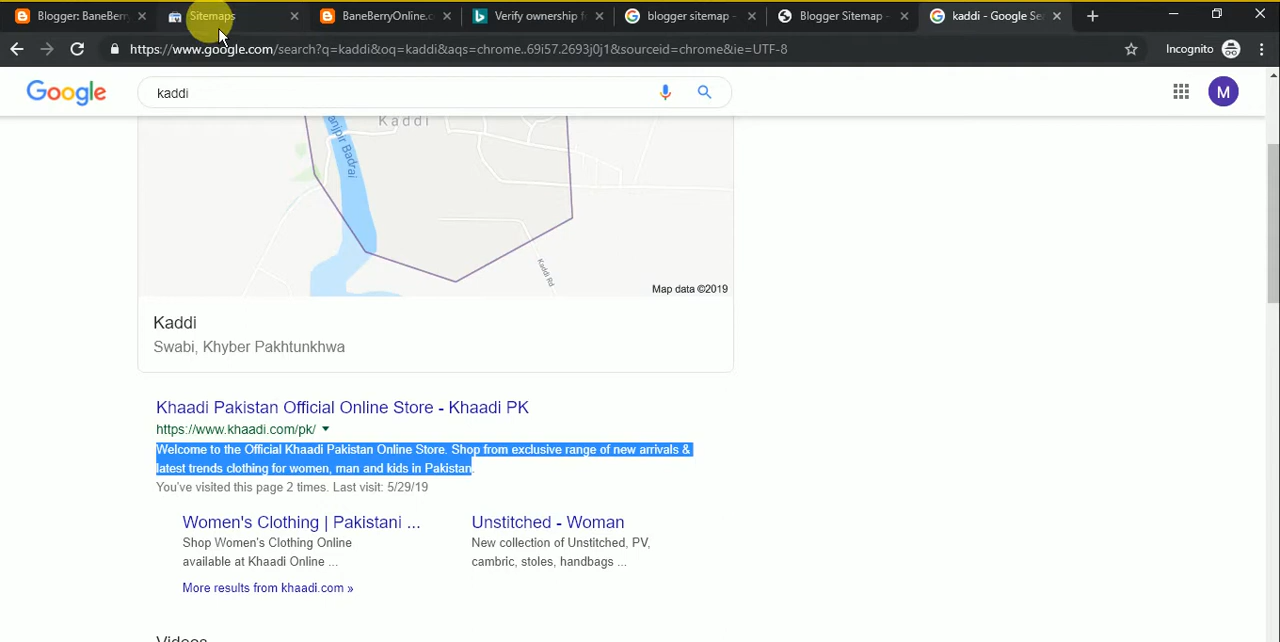 Blogger: BaneBerr
Sitemaps
BaneBerryOnline.c
Verify ownership f
blogger sitemap -
Blogger Sitemap -
kaddi - Google Se
https://www.google.com/search?q=kaddi&oq=kaddi&aqs=chrome..69i57.2693j0j1&sourceid=chrome&ie=UTF-8
Incognito
Google
kaddi
M
Kaddi
anjpir Badrai
Kaddi Rd
Map data ©2019
Kaddi
Swabi, Khyber Pakhtunkhwa
Khaadi Pakistan Official Online Store - Khaadi PK
https://www.khaadi.com/pk/
Welcome to the Official Khaadi Pakistan Online Store. Shop from exclusive range of new arrivals &
latest trends clothing for women, man and kids in Pakistan.
You've visited this page 2 times. Last visit: 5/29/19
Women's Clothing | Pakistani ...
Unstitched - Woman
Shop Women's Clothing Online
New collection of Unstitched, PV,
available at Khaadi Online ...
cambric, stoles, handbags ...
More results from khaadi.com »
Videos